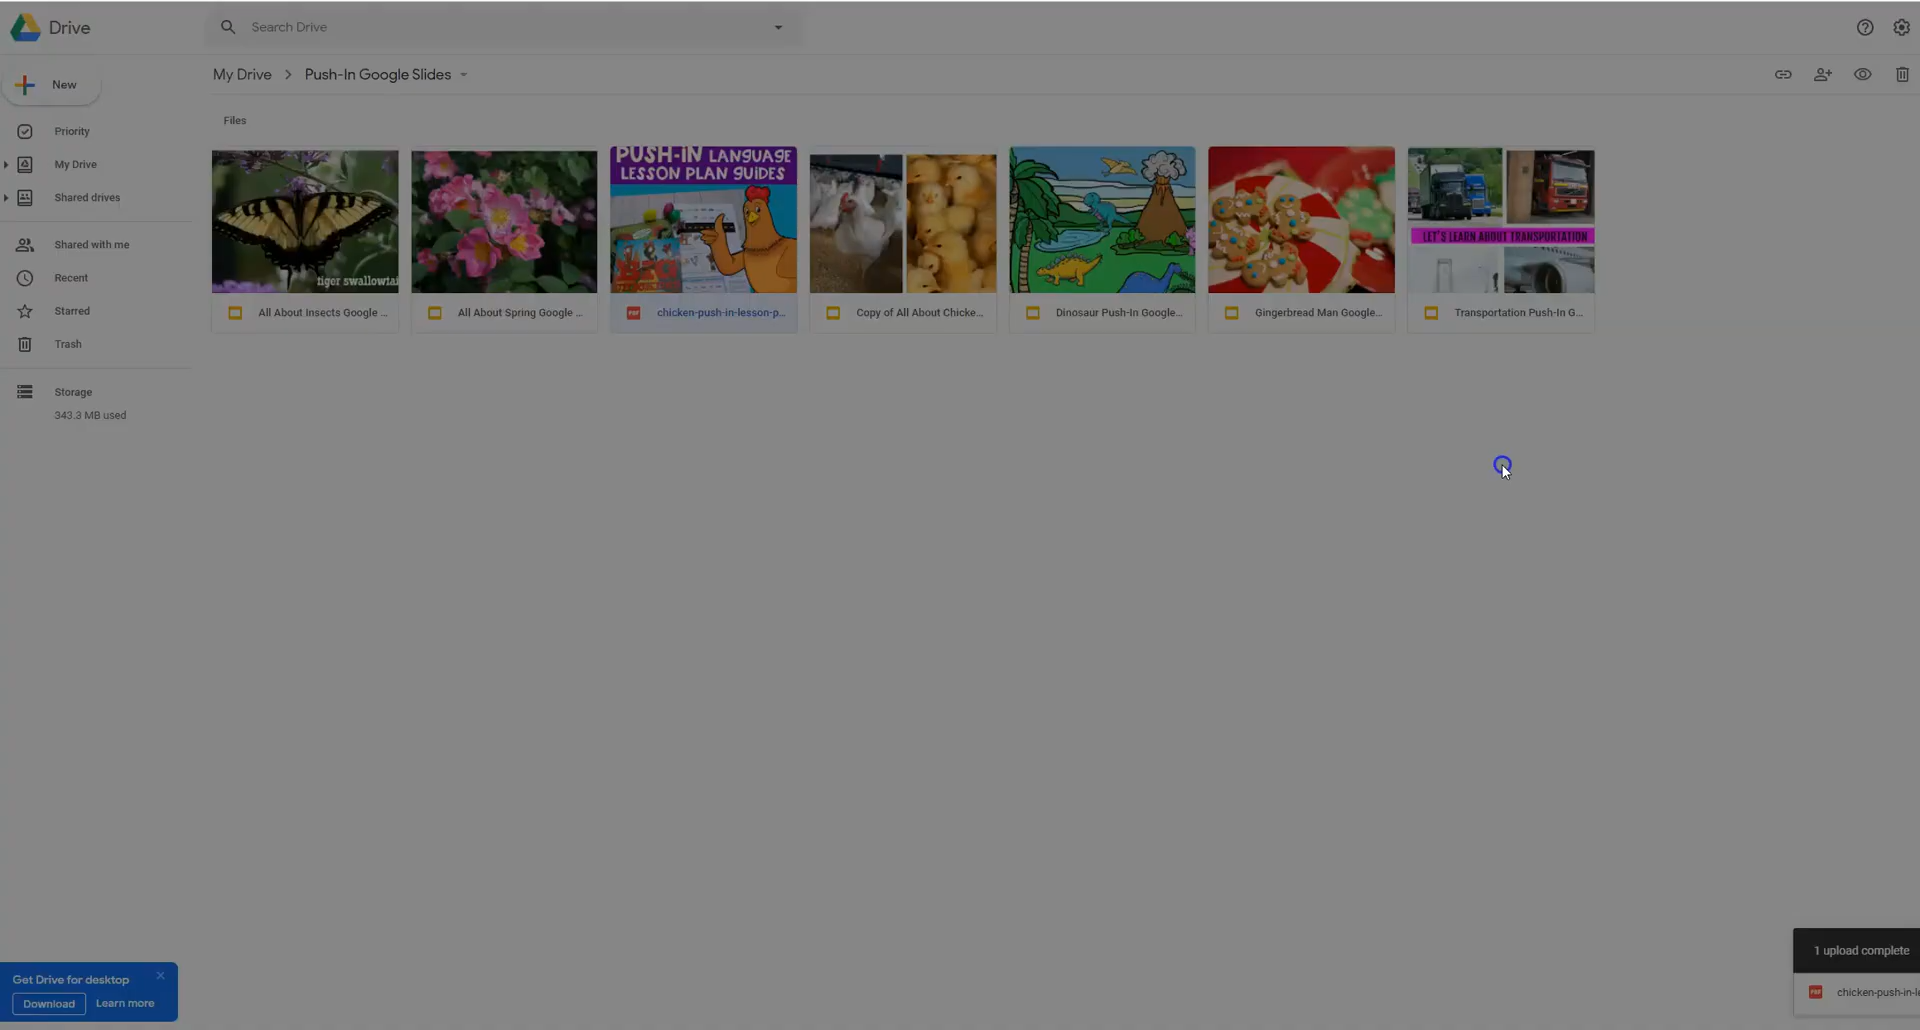 Drive
Search Drive
New
My Drive
Push-In Google Slides
Priority
My Drive
Shared drives
Shared with me
Recent
Starred
Trash
Storage
343.3 MB used
Files
tiger swallowtai
PUSH-IN LANGUAGE
LESSON PLAN GUIDES
LET'S LEARN ABOUT TRANSPORTATION
All About Insects Google ...
All About Spring Google ...
PDF
chicken-push-in-lesson-p...
Copy of All About Chicke...
Dinosaur Push-In Google...
Gingerbread Man Google...
Transportation Push-In G...
Get Drive for desktop
Download
Learn more
1 upload complete
PDF
chicken-push-in-le